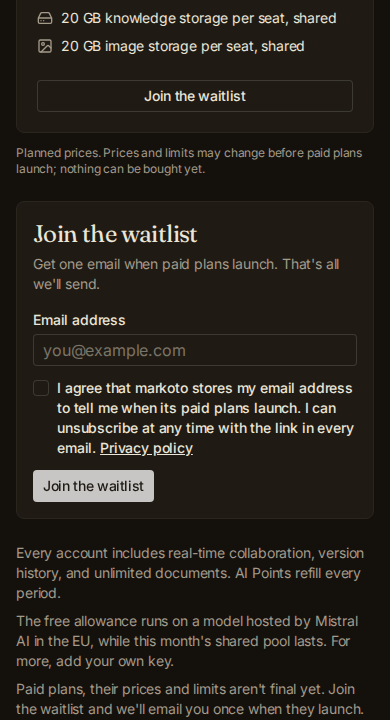 20 GB knowledge storage per seat, shared
20 GB image storage per seat, shared
Join the waitlist
Planned prices. Prices and limits may change before paid plans
launch; nothing can be bought yet.
Join the waitlist
Get one email when paid plans launch. That's all
we'll send.
Email address
you@example.com
I agree that markoto stores my email address
to tell me when its paid plans launch. I can
unsubscribe at any time with the link in every
email. Privacy policy
Join the waitlist
Every account includes real-time collaboration, version
history, and unlimited documents. AI Points refill every
period.
The free allowance runs on a model hosted by Mistral
AI in the EU, while this month's shared pool lasts. For
more, add your own key.
Paid plans, their prices and limits aren't final yet. Join
the waitlist and we'll email you once when they launch.